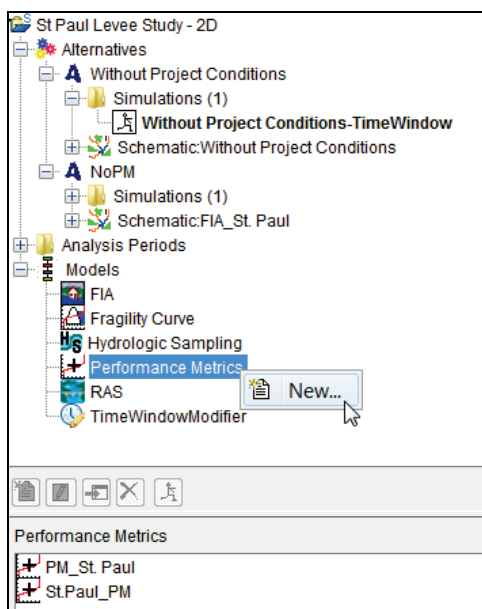 St Paul Levee Study - 2D
Alternatives
Without Project Conditions
Simulations (1)
Without Project Conditions-TimeWindow
Schematic:Without Project Conditions
NoPM
Simulations (1)
Schematic:FIA_St. Paul
Analysis Periods
Models
FIA
Fragility Curve
Hydrologic Sampling
Performance Metrics
New...
RAS
TimeWindowModifier
Performance Metrics
PM_St. Paul
St.Paul_PM